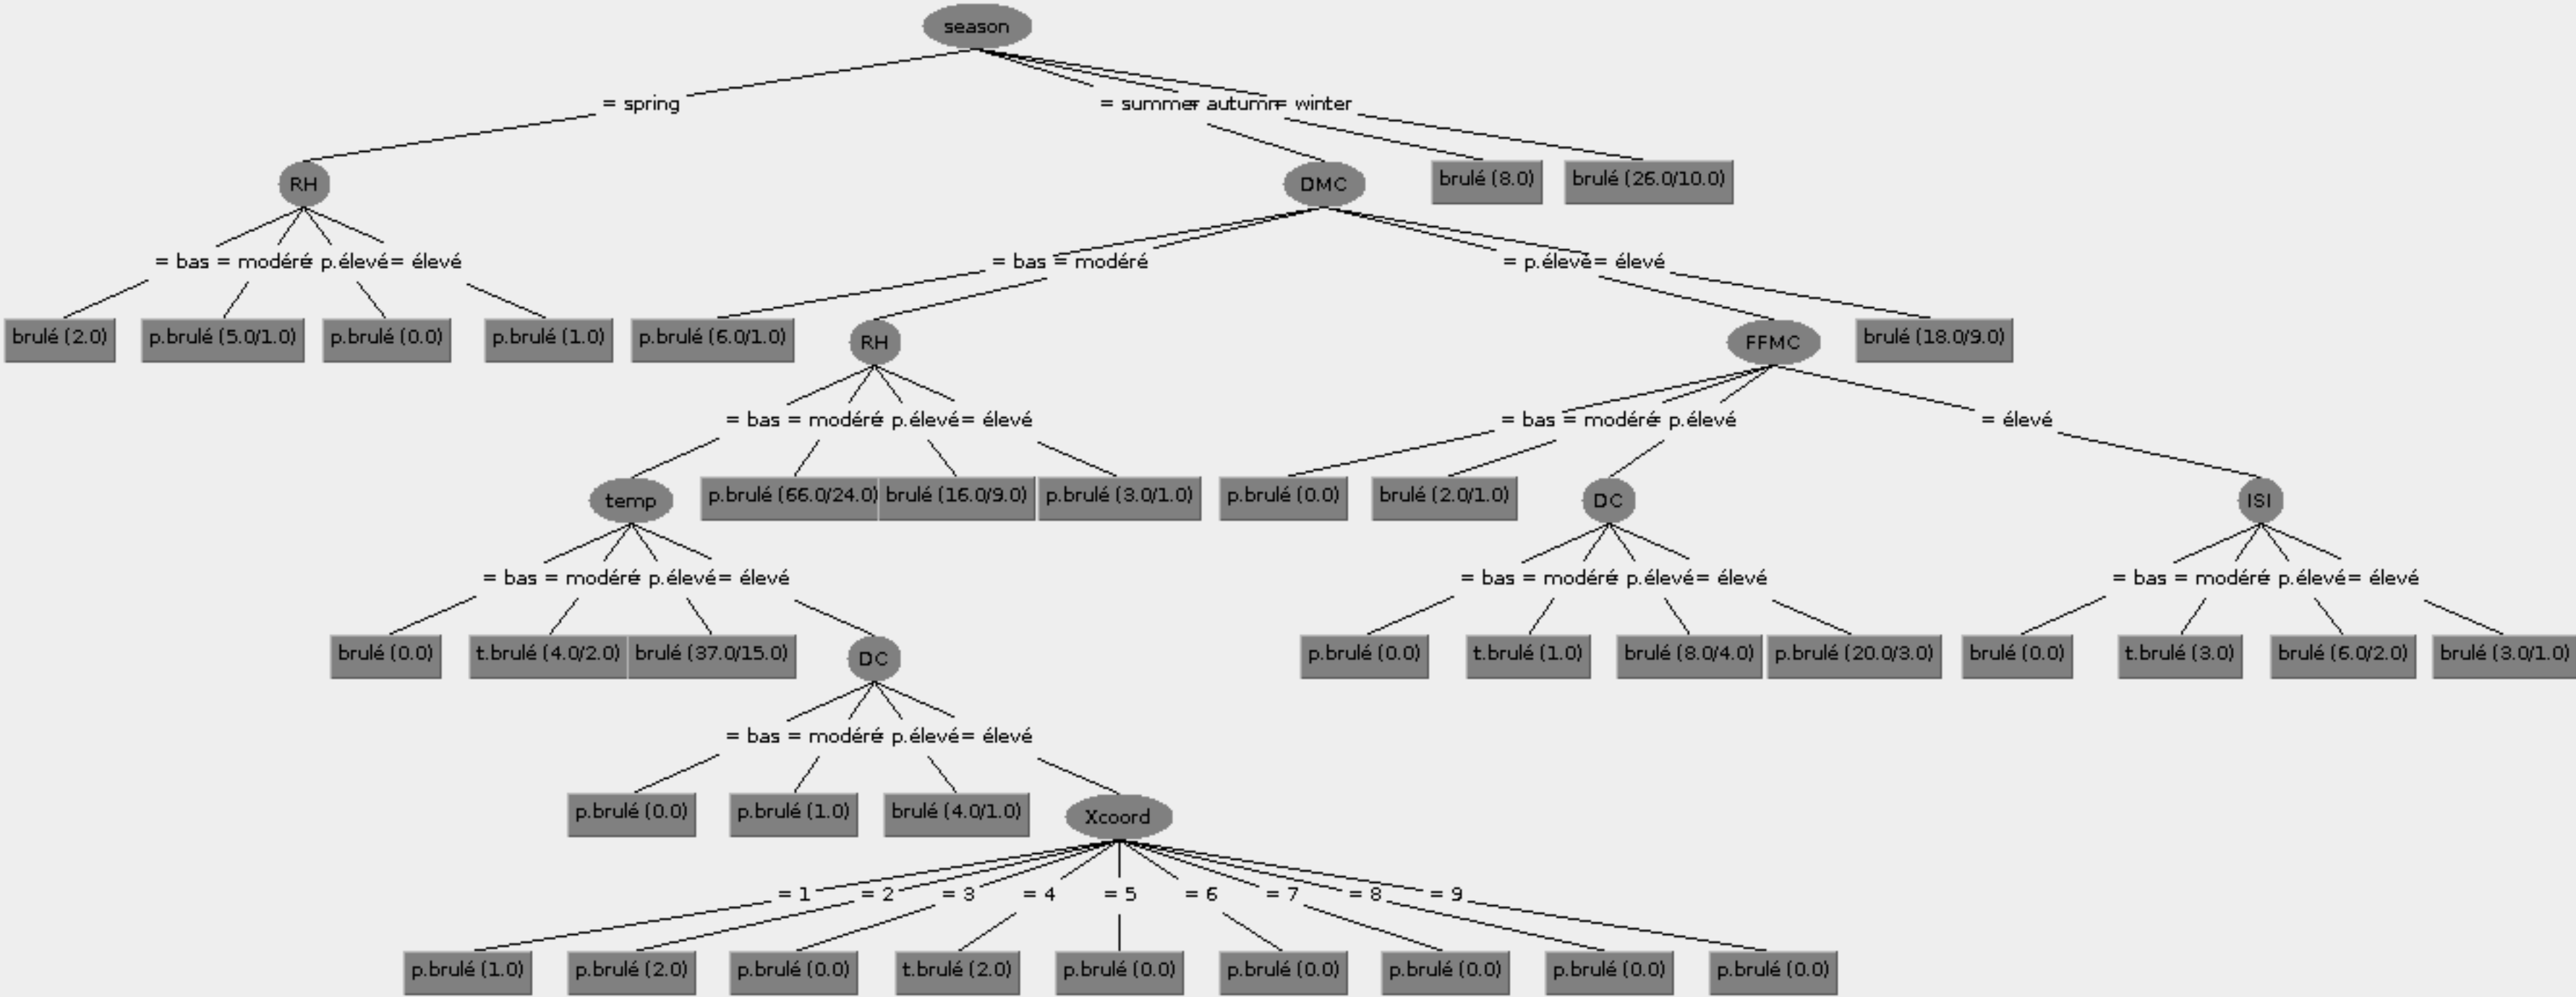 season
= spring = summer = autumn = winter
RH DMC brulé (8.0) brulé (26.0/10.0)
= bas = modéré = p.élevé = élevé = bas = modéré = p.élevé = élevé
brulé (2.0) p.brulé (5.0/1.0) p.brulé (0.0) p.brulé (1.0) p.brulé (6.0/1.0) RH FFMC brulé (18.0/9.0)
= bas = modéré = p.élevé = élevé = bas = modéré = p.élevé = élevé
temp p.brulé (66.0/24.0) brulé (16.0/9.0) p.brulé (3.0/1.0) p.brulé (0.0) brulé (2.0/1.0) DC ISI
= bas = modéré = p.élevé = élevé = bas = modéré = p.élevé = élevé = bas = modéré = p.élevé = élevé
brulé (0.0) t.brulé (4.0/2.0) brulé (37.0/15.0) DC p.brulé (0.0) t.brulé (1.0) brulé (8.0/4.0) p.brulé (20.0/3.0) brulé (0.0) t.brulé (3.0) brulé (6.0/2.0) brulé (3.0/1.0)
= bas = modéré = p.élevé = élevé
p.brulé (0.0) p.brulé (1.0) brulé (4.0/1.0) Xcoord
= 1 = 2 = 3 = 4 = 5 = 6 = 7 = 8 = 9
p.brulé (1.0) p.brulé (2.0) p.brulé (0.0) t.brulé (2.0) p.brulé (0.0) p.brulé (0.0) p.brulé (0.0) p.brulé (0.0) p.brulé (0.0)